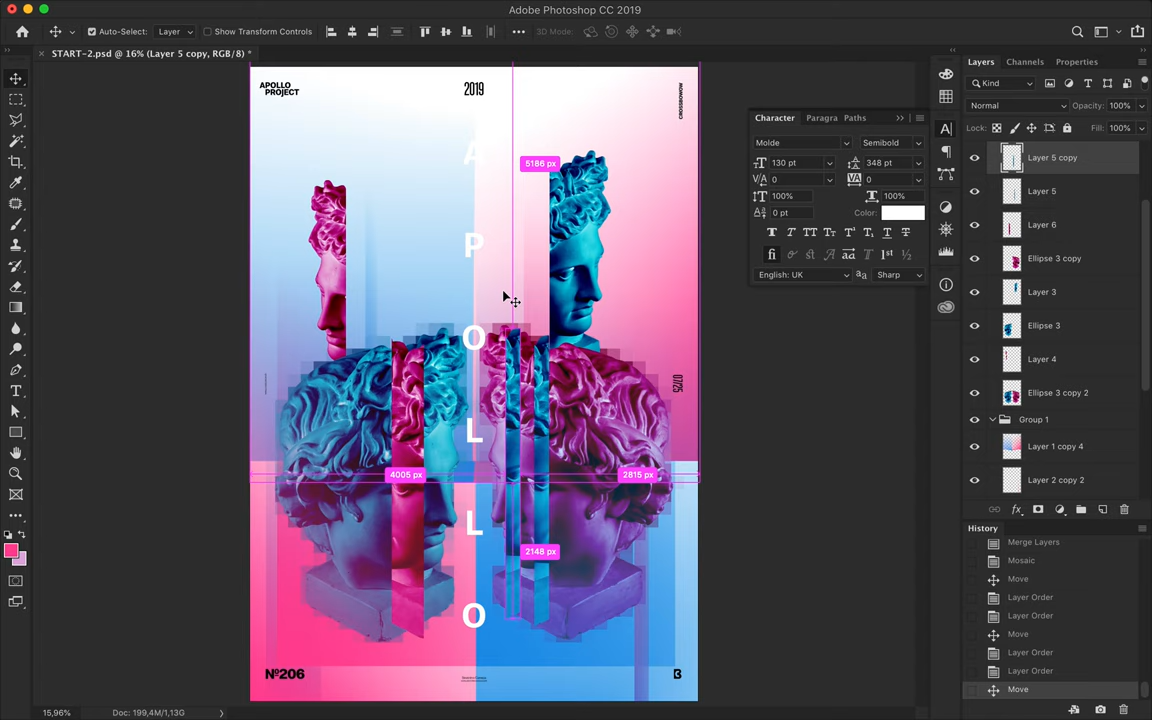 Adobe Photoshop CC 2019
Auto-Select: Layer Show Transform Controls 3D Mode:
START-2.psd @ 16% (Layer 5 copy, RGB/8) *
APOLLO
PROJECT
2019
CROSSBOWOW
A
P
O
L
L
O
5186 px
4005 px
2815 px
2148 px
07/25
Nº206
B
Character Paragra Paths
Molde Semibold
130 pt 348 pt
0 0
100% 100%
0 pt Color:
English: UK Sharp
Layers Channels Properties
Kind
Normal Opacity: 100%
Lock: Fill: 100%
Layer 5 copy
Layer 5
Layer 6
Ellipse 3 copy
Layer 3
Ellipse 3
Layer 4
Ellipse 3 copy 2
Group 1
Layer 1 copy 4
Layer 2 copy 2
History
Merge Layers
Mosaic
Move
Layer Order
Layer Order
Move
Layer Order
Layer Order
Move
15,96% Doc: 199,4M/1,13G